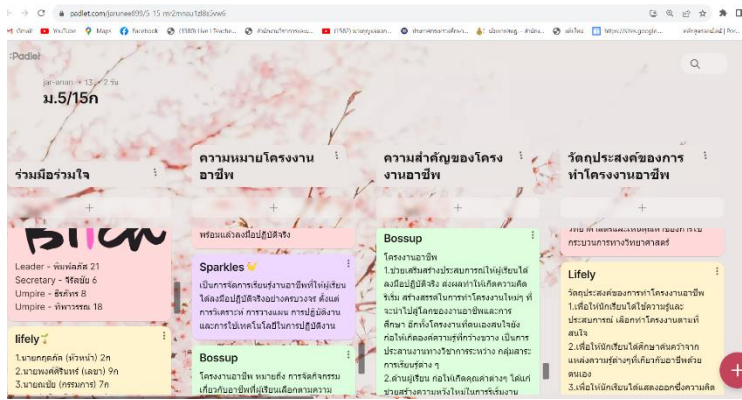 padlet.com/jarunee699/5-15-mr2mnau1zl8s5vw6
Gmail
YouTube
Maps
Facebook
:Padlet
ม.5/15ก
ร่วมมือร่วมใจ
ความหมายโครงงาน
อาชีพ
ความสำคัญของโครง
งานอาชีพ
วัตถุประสงค์ของการ
ทำโครงงานอาชีพ
Leader - พิมพ์ลภัส 21
Secretary - จิรัชยับ 6
Umpire - ธีรภัทร 8
Umpire - ทิพาวรรณ 18
lifely
1.นายกฤตภัค (หัวหน้า) 2ก
2.นายพงศ์ศิรินทร์ (เลขา) 9ก
3.นายณชัย (กรรมการ) 7ก
พร้อมแล้วลงมือปฏิบัติจริง
Sparkles
เป็นการจัดการเรียนรู้งานอาชีพที่ให้ผู้เรียน
ได้ลงมือปฏิบัติจริงอย่างครบวงจร ตั้งแต่
การวิเคราะห์ การวางแผน การปฏิบัติงาน
และการใช้เทคโนโลยีในการปฏิบัติงาน
Bossup
โครงงานอาชีพ หมายถึง การจัดกิจกรรม
เกี่ยวกับอาชีพที่ผู้เรียนเลือกตามความ
Bossup
โครงงานอาชีพ
1.ช่วยเสริมสร้างประสบการณ์ให้ผู้เรียนได้
ลงมือปฏิบัติจริง ส่งผลทำให้เกิดความคิด
ริเริ่ม สร้างสรรค์ในการทำโครงงานใหม่ๆ ที่
จะนำไปสู่โลกของงานอาชีพและการ
ศึกษา อีกทั้งโครงงานที่ตนเองสนใจยัง
ก่อให้เกิดองค์ความรู้ที่กว้างขวาง เป็นการ
ประสานงานทางวิชาการระหว่าง กลุ่มสาระ
การเรียนรู้ต่าง ๆ
2.ด้านผู้เรียน ก่อให้เกิดคุณค่าต่างๆ ได้แก่
ช่วยสร้างความหวังใหม่ในการริเริ่มงาน
กระบวนการทางวิทยาศาสตร์
Lifely
วัตถุประสงค์ของการทำโครงงานอาชีพ
1.เพื่อให้นักเรียนได้ใช้ความรู้และ
ประสบการณ์ เลือกทำโครงงานตามที่
สนใจ
2.เพื่อให้นักเรียนได้ศึกษาค้นคว้าจาก
แหล่งความรู้ต่างๆที่เกี่ยวกับอาชีพด้วย
ตนเอง
3.เพื่อให้นักเรียนได้แสดงออกซึ่งความคิด